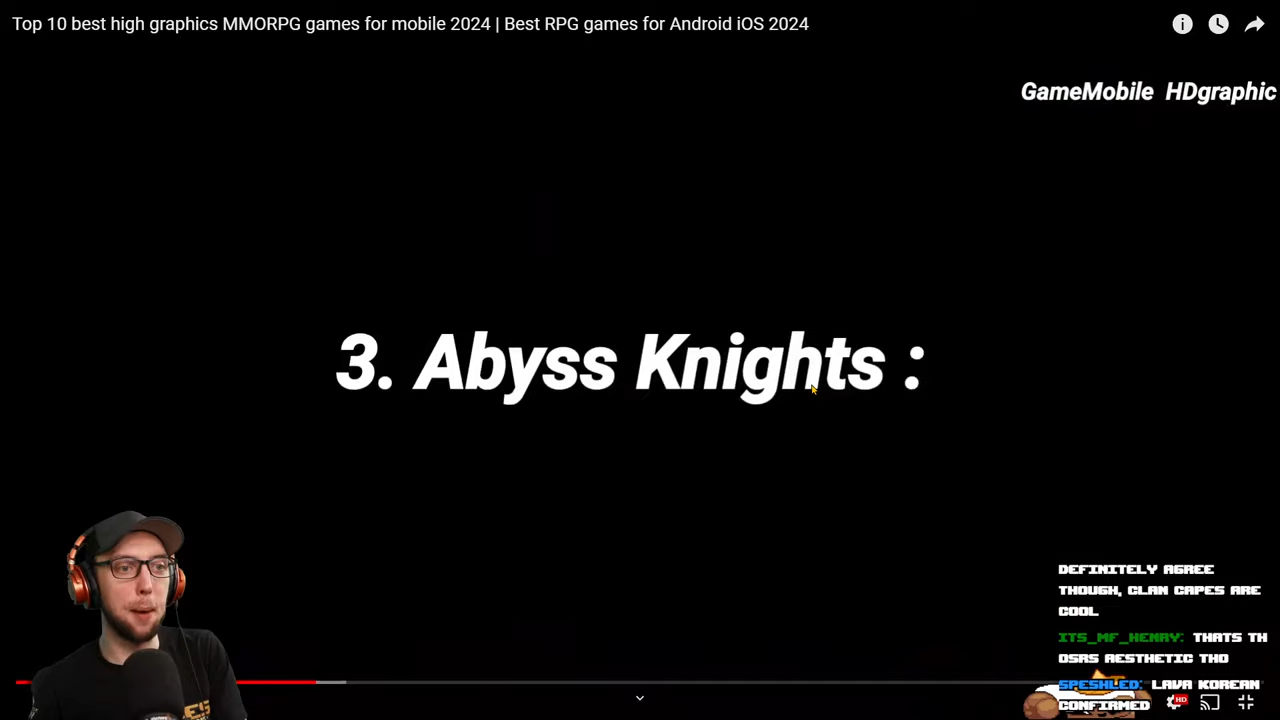 Top 10 best high graphics MMORPG games for mobile 2024 | Best RPG games for Android iOS 2024
GameMobile HDgraphic
3. Abyss Knights :
DEFINITELY AGREE
THOUGH, CLAN CAPES ARE
COOL
ITS_MF_HENRY: THATS TH
OSRS AESTHETIC THO
SPESHLED: LAVA KOREAN
CONFIRMED
HD